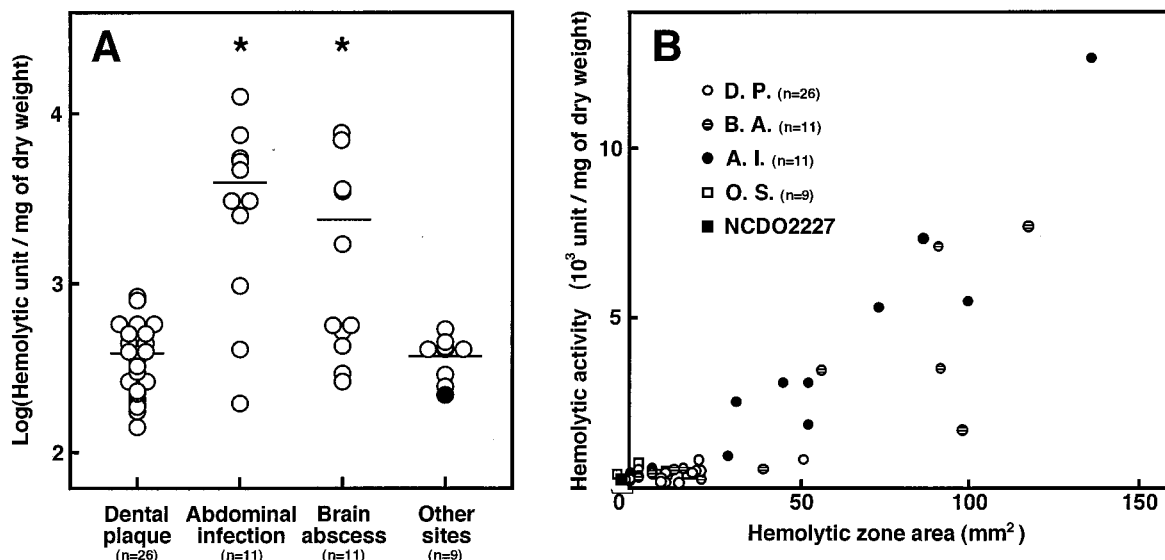 A
Log(Hemolytic unit / mg of dry weight)
4
3
2
* *
Dental plaque (n=26)
Abdominal infection (n=11)
Brain abscess (n=11)
Other sites (n=9)
B
Hemolytic activity (10³ unit / mg of dry weight)
10
5
0
50
100
150
D. P. (n=26)
B. A. (n=11)
A. I. (n=11)
O. S. (n=9)
NCDO2227
Hemolytic zone area (mm²)